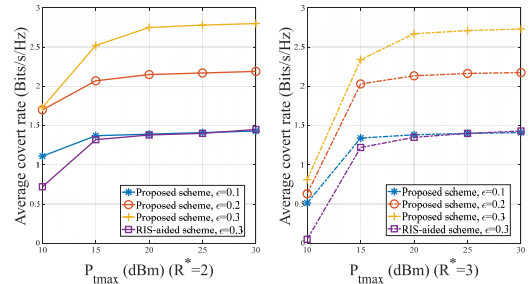 Average covert rate (Bits/s/Hz)
3
2.5
2
1.5
1
0.5
0
Proposed scheme, ϵ=0.1
Proposed scheme, ϵ=0.2
Proposed scheme, ϵ=0.3
RIS-aided scheme, ϵ=0.3
10 15 20 25 30
P_tmax (dBm) (R*=2)
Average covert rate (Bits/s/Hz)
3
2.5
2
1.5
1
0.5
0
Proposed scheme, ϵ=0.1
Proposed scheme, ϵ=0.2
Proposed scheme, ϵ=0.3
RIS-aided scheme, ϵ=0.3
10 15 20 25 30
P_tmax (dBm) (R*=3)